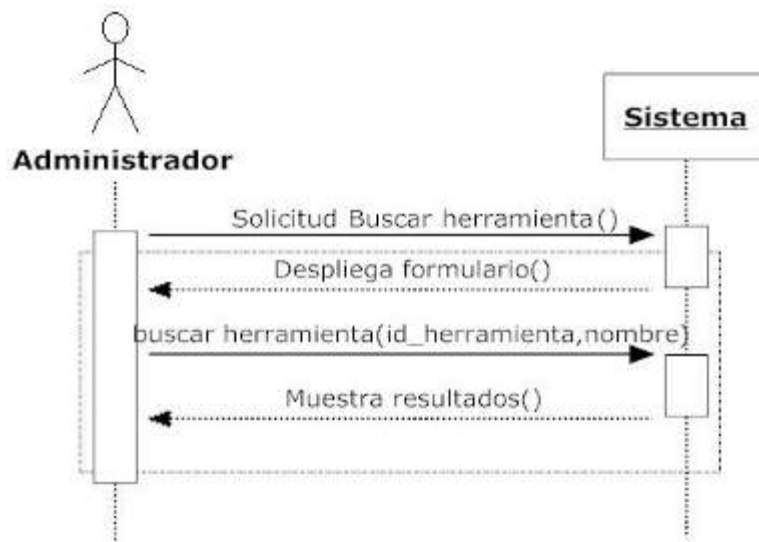 Sistema
Administrador
Solicitud Buscar herramienta()
Despliega formulario()
buscar herramienta(id_herramienta,nombre)
Muestra resultados()